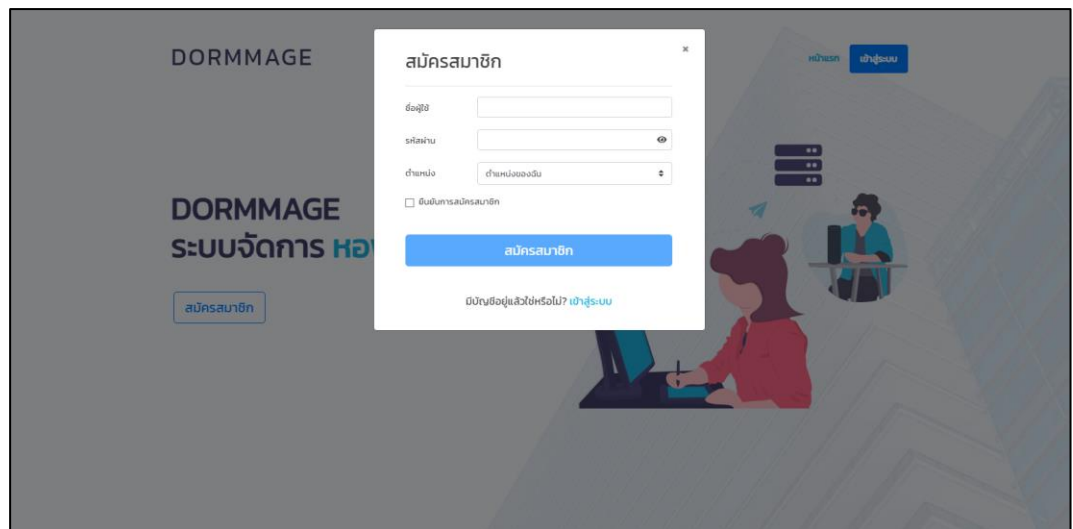 DORMMAGE
หน้าแรก
เข้าสู่ระบบ
สมัครสมาชิก
×
ชื่อผู้ใช้
รหัสผ่าน
ตำแหน่ง
ตำแหน่งของฉัน
ยืนยันการสมัครสมาชิก
สมัครสมาชิก
มีบัญชีอยู่แล้วใช่หรือไม่? เข้าสู่ระบบ
DORMMAGE
ระบบจัดการ
สมัครสมาชิก